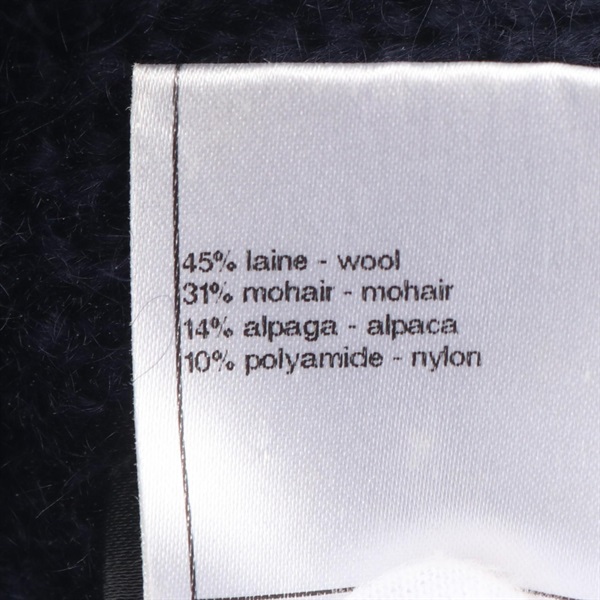 45% laine - wool
31% mohair - mohair
14% alpaga - alpaca
10% polyamide - nylon